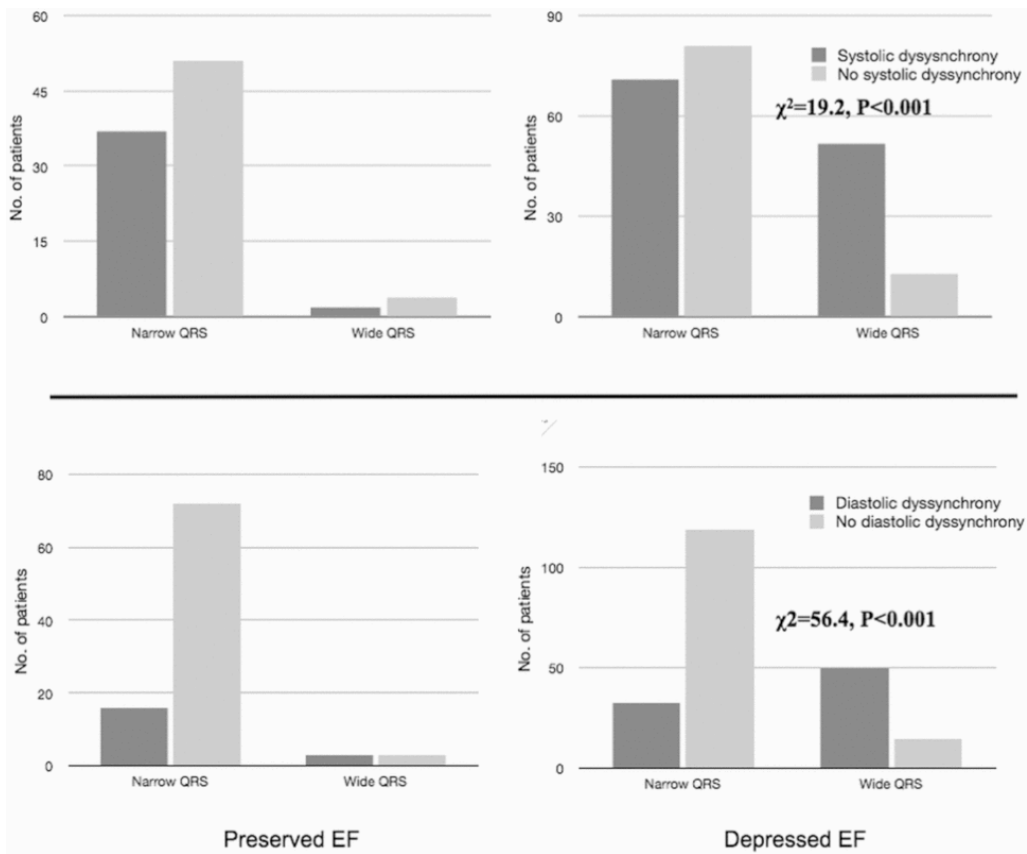 60
45
30
15
0
No. of patients
Narrow QRS
Wide QRS
90
60
30
0
No. of patients
Systolic dysysnchrony
No systolic dyssynchrony
χ²=19.2, P<0.001
Narrow QRS
Wide QRS
80
60
40
20
0
No. of patients
Narrow QRS
Wide QRS
150
100
50
0
No. of patients
Diastolic dyssynchrony
No diastolic dyssynchrony
χ2=56.4, P<0.001
Narrow QRS
Wide QRS
Preserved EF
Depressed EF